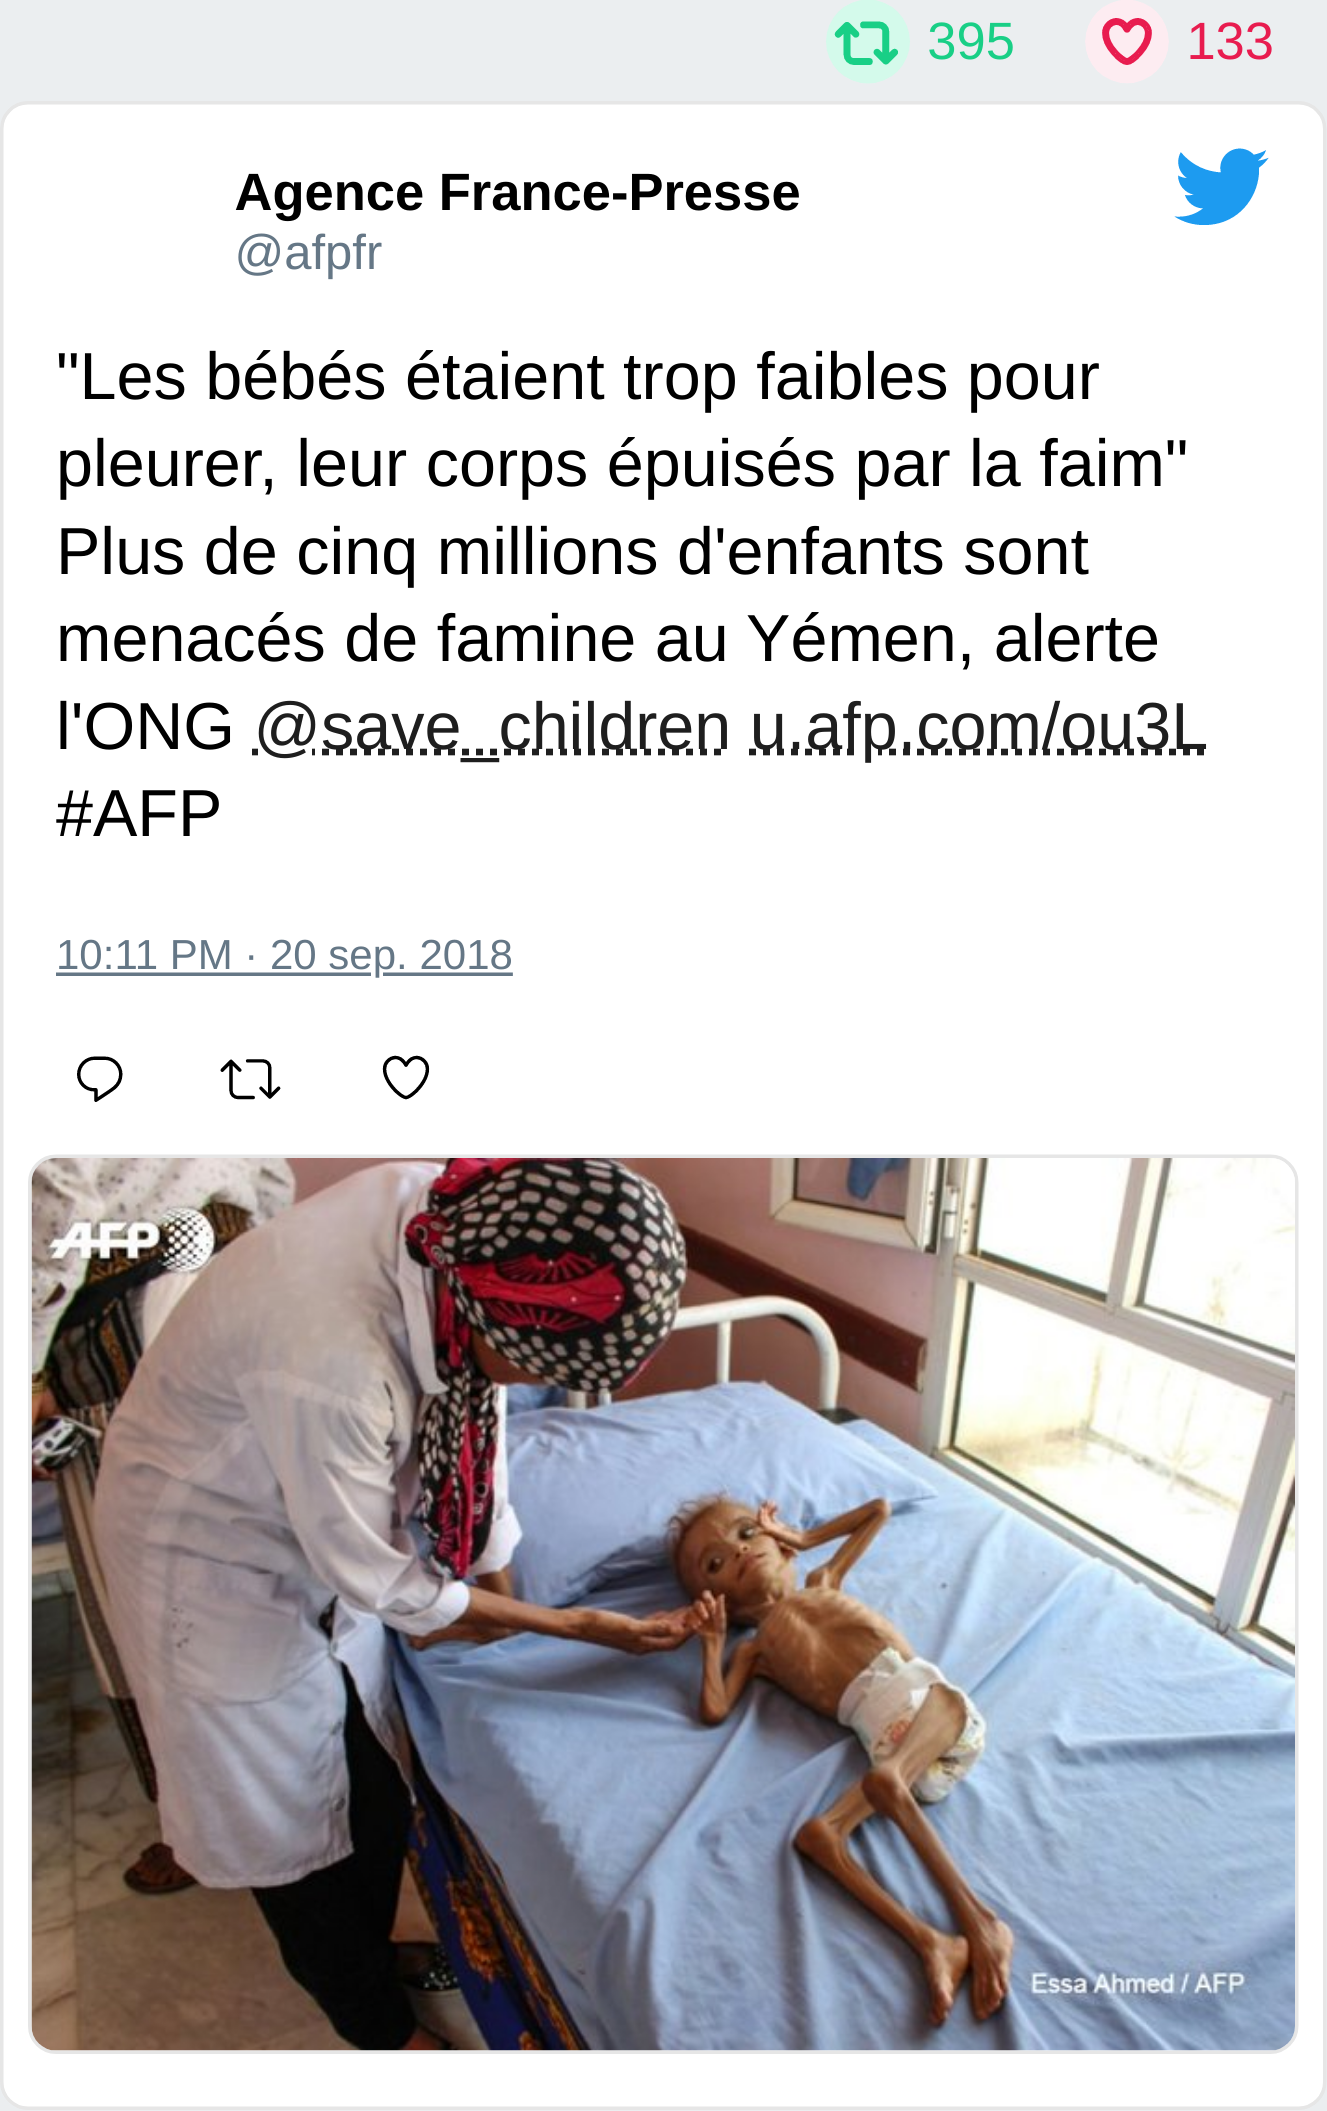 395 133
Agence France-Presse
@afpfr
"Les bébés étaient trop faibles pour
pleurer, leur corps épuisés par la faim"
Plus de cinq millions d'enfants sont
menacés de famine au Yémen, alerte
l'ONG @save_children u.afp.com/ou3L
#AFP
10:11 PM · 20 sep. 2018
AFP
Essa Ahmed / AFP